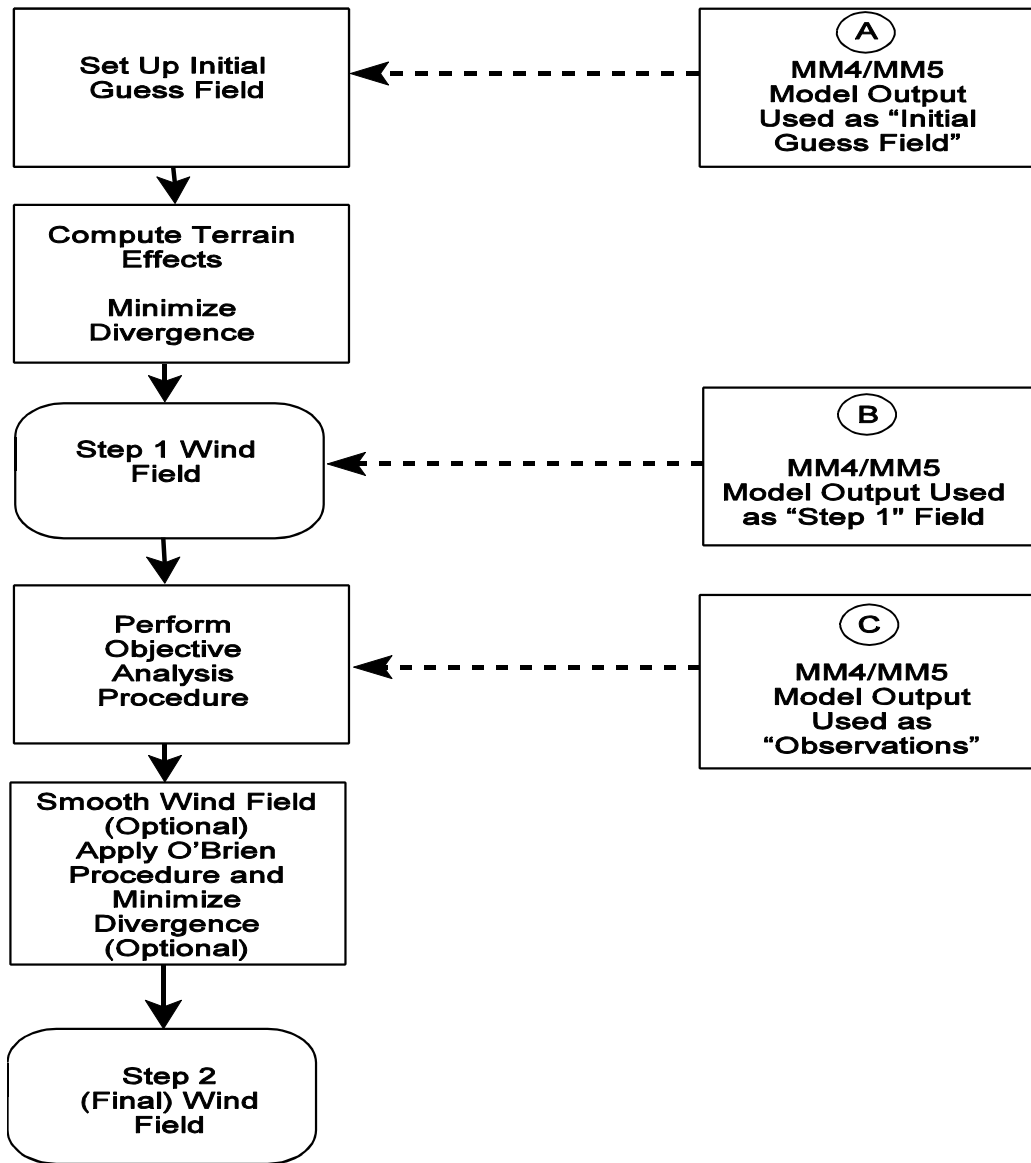 Set Up Initial
Guess Field
A
MM4/MM5
Model Output
Used as “Initial
Guess Field”
Compute Terrain
Effects
Minimize
Divergence
Step 1 Wind
Field
B
MM4/MM5
Model Output Used
as “Step 1" Field
Perform
Objective
Analysis
Procedure
C
MM4/MM5
Model Output
Used as
“Observations”
Smooth Wind Field
(Optional)
Apply O’Brien
Procedure and
Minimize
Divergence
(Optional)
Step 2
(Final) Wind
Field